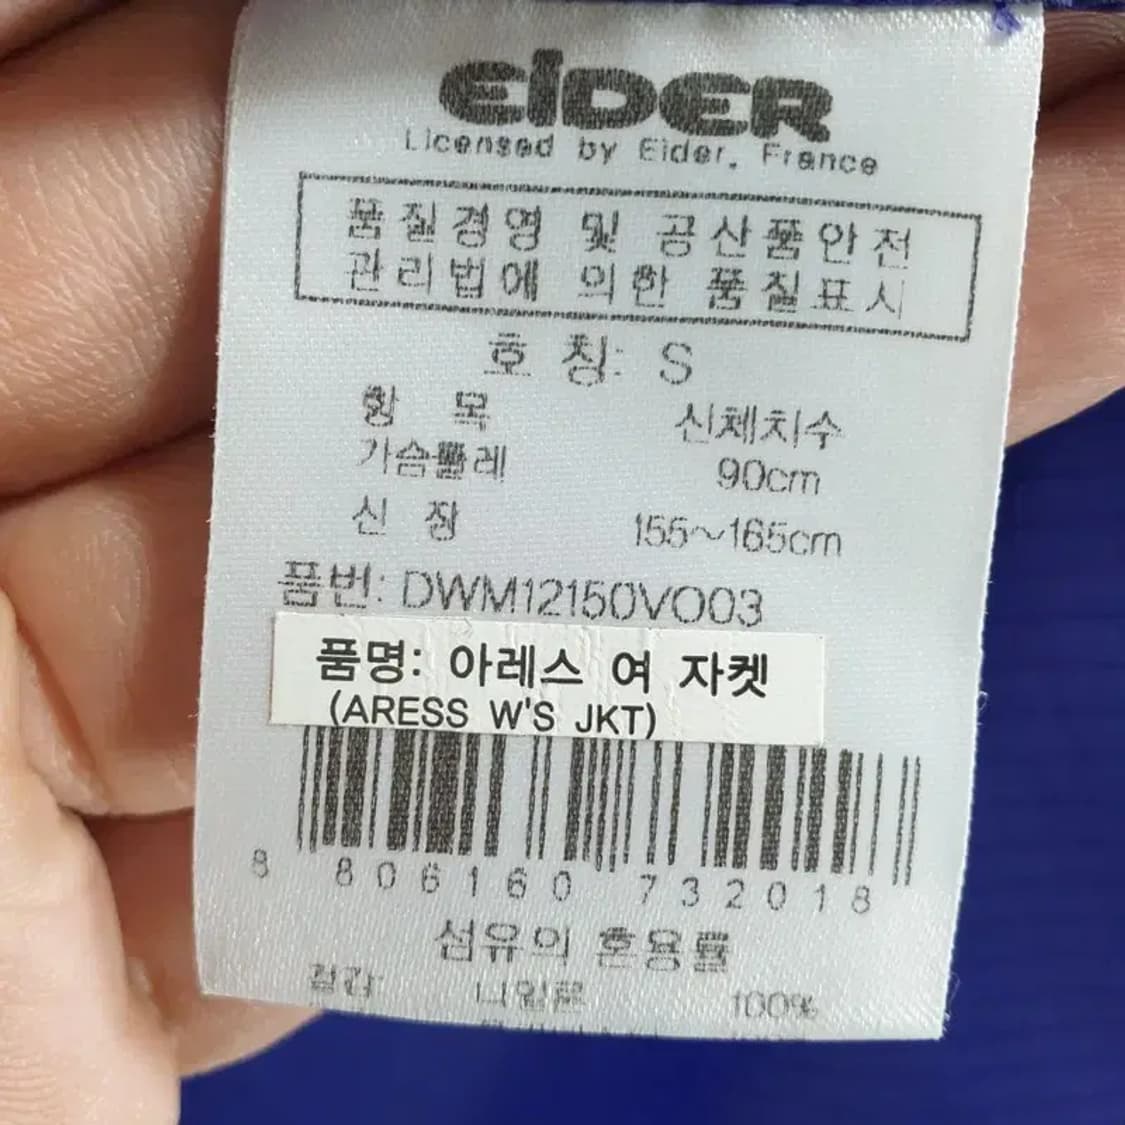 EiDER
Licensed by Eider, France
품질경영 및 공산품안전
관리법에 의한 품질표시
호 칭: S
항 목 신체치수
가슴둘레 90cm
신 장 155~165cm
품번: DWM12150VO03
품명: 아레스 여 자켓
(ARESS W'S JKT)
8 806160 732018
섬유의 혼용률
겉감: 나일론 100%